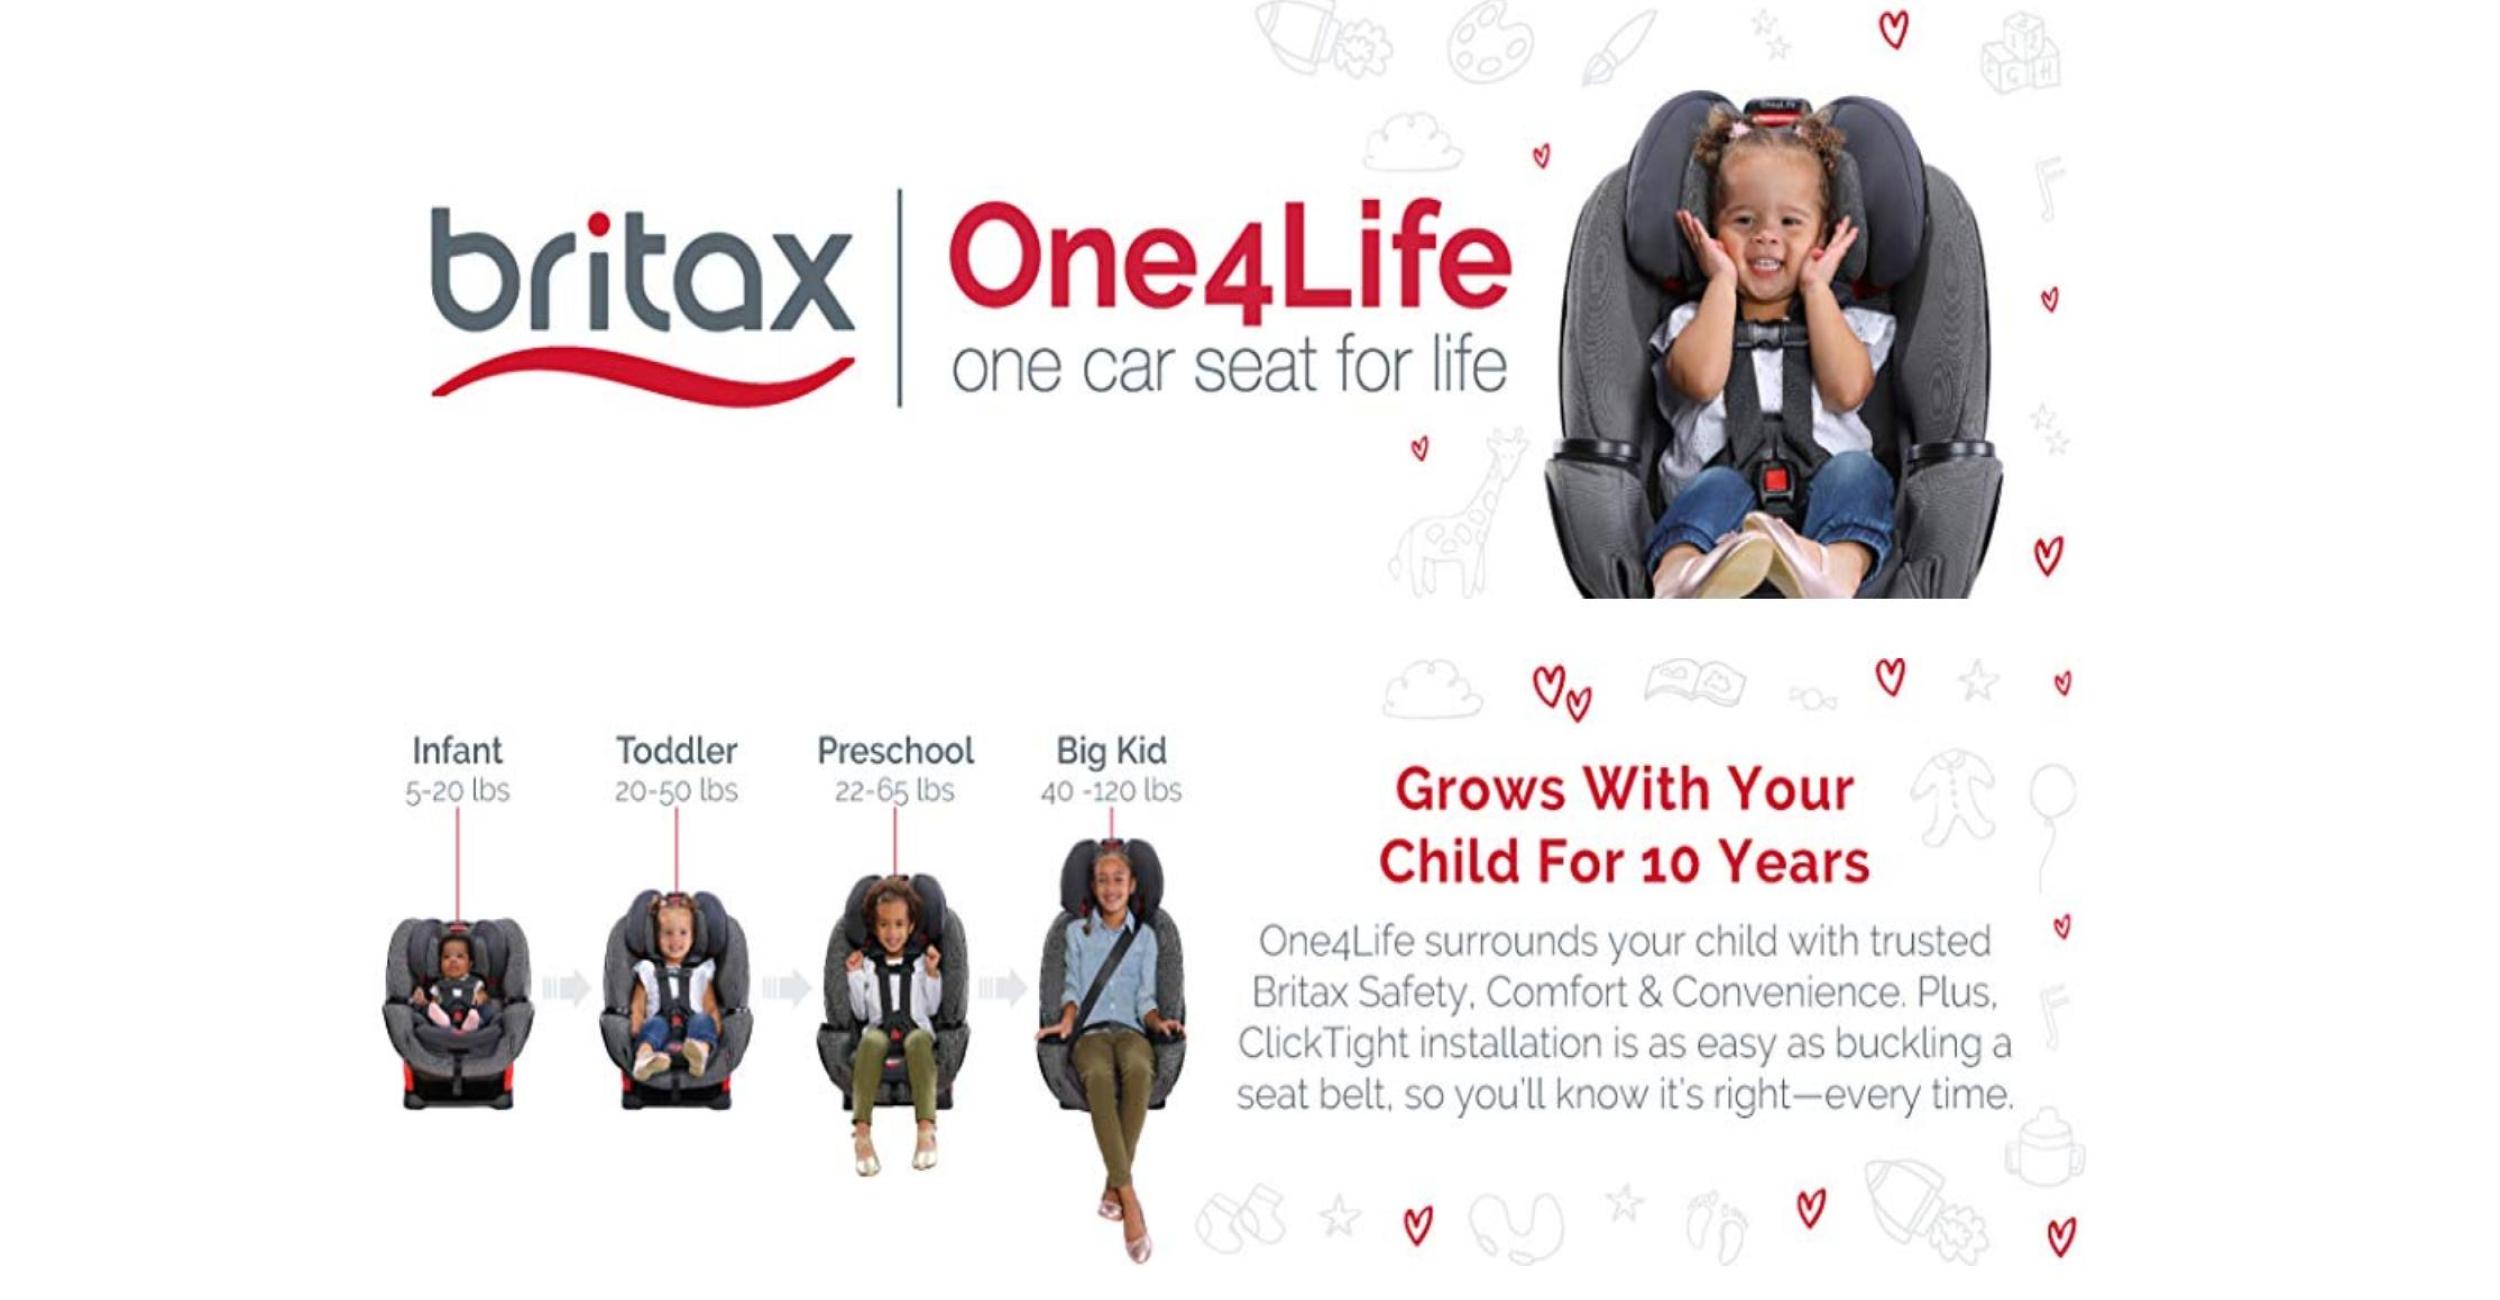 britax
One4Life
one car seat for life
Infant
5-20 lbs
Toddler
20-50 lbs
Preschool
22-65 lbs
Big Kid
40 -120 lbs
Grows With Your
Child For 10 Years
One4Life surrounds your child with trusted
Britax Safety, Comfort & Convenience. Plus,
ClickTight installation is as easy as buckling a
seat belt, so you'll know it's right—every time.